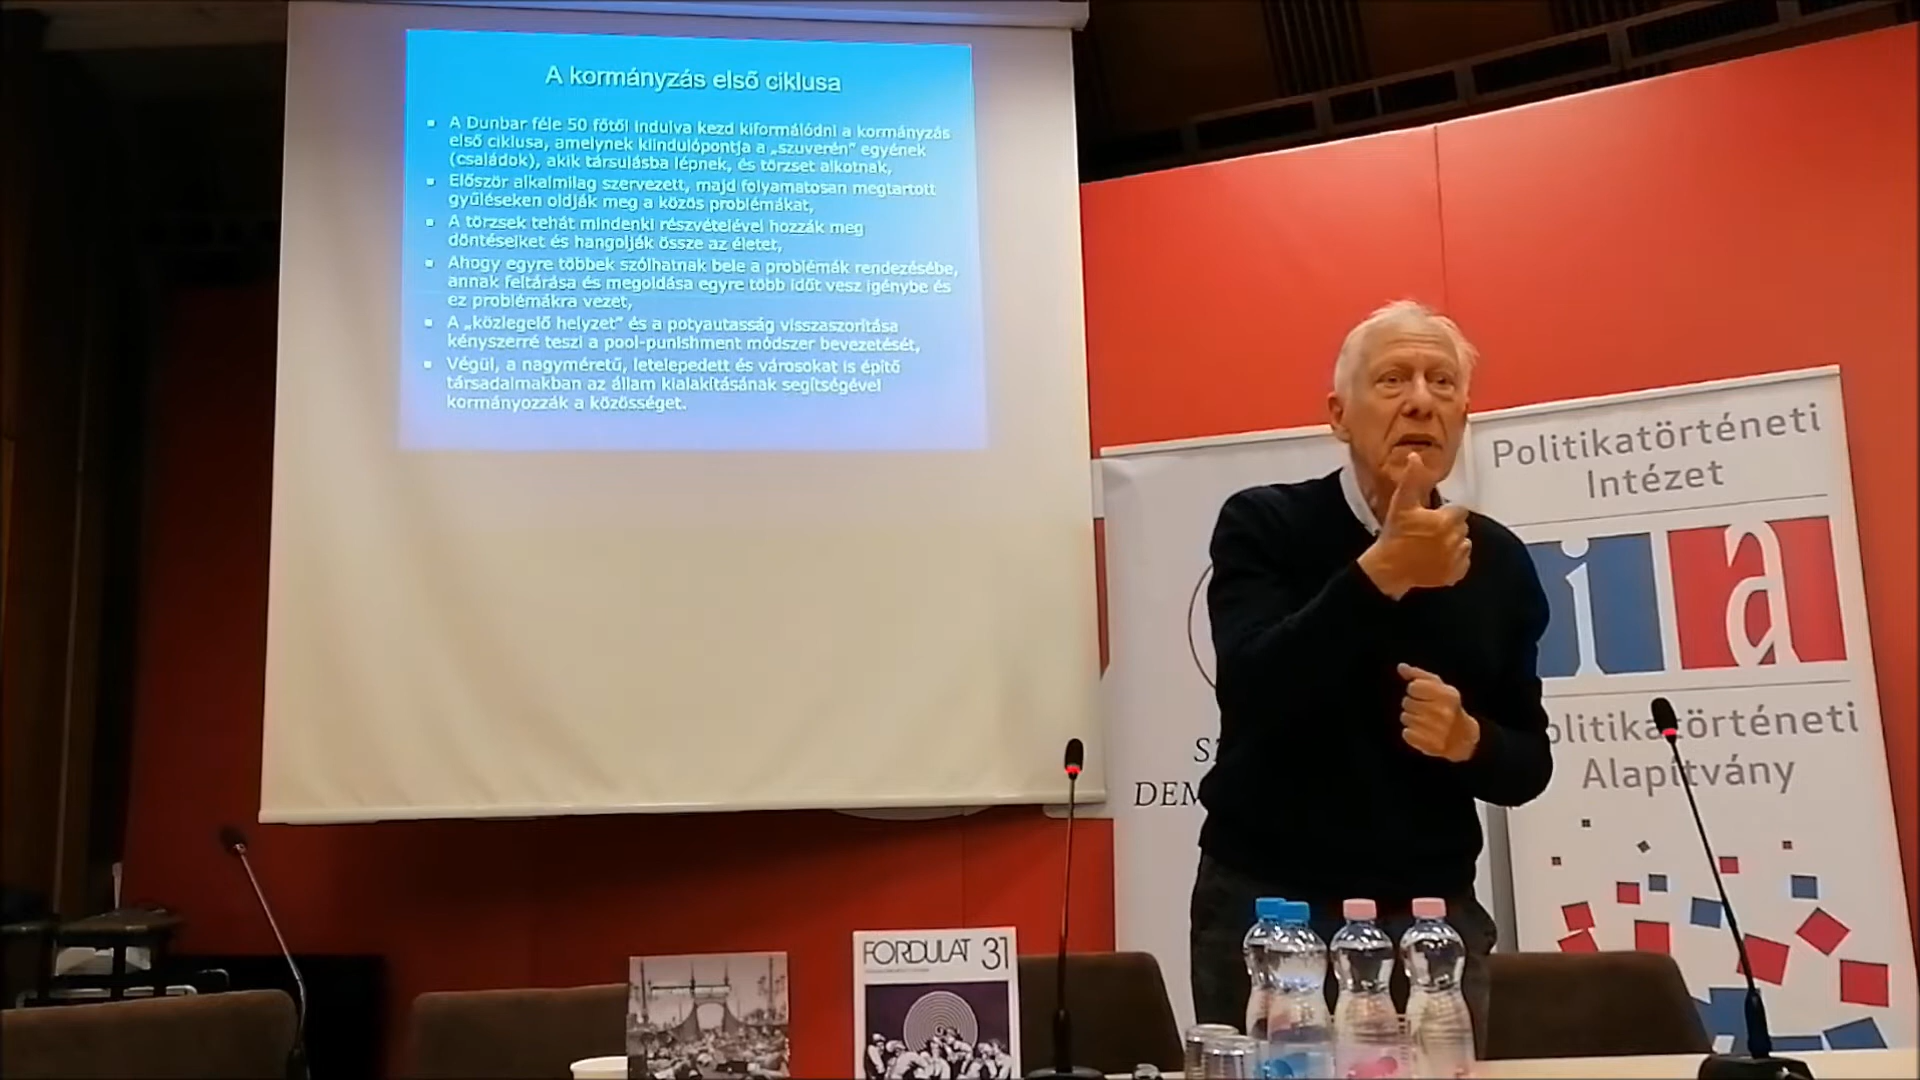 A kormányzás első ciklusa
A Dunbar féle 50 főtől indulva kezd kiformálódni a kormányzás
első ciklusa, amelynek kiindulópontja a „szuverén” egyének
(családok), akik társulásba lépnek, és törzset alkotnak,
Először alkalmilag szervezett, majd folyamatosan megtartott
gyűléseken oldják meg a közös problémákat,
A törzsek tehát mindenki részvételével hozzák meg
döntéseiket és hangolják össze az életet,
Ahogy egyre többek szólhatnak bele a problémák rendezésébe,
annak feltárása és megoldása egyre több időt vesz igénybe és
ez problémákra vezet,
A „közlegelő helyzet” és a potyautasság visszaszorítása
kényszerré teszi a pool-punishment módszer bevezetését,
Végül, a nagyméretű, letelepedett és városokat is építő
társadalmakban az állam kialakításának segítségével
kormányozzák a közösséget.
Politikatörténeti
Intézet
ia
olitikatörténeti
Alapítvány
S
DEM
FORDULAT 31